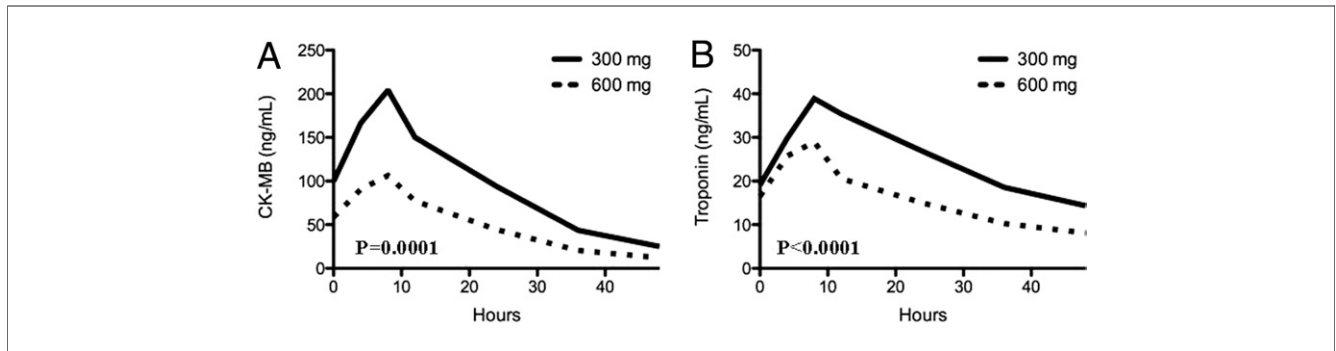 A
250
200
150
100
50
0
CK-MB (ng/mL)
300 mg
600 mg
P=0.0001
0 10 20 30 40
Hours
B
50
40
30
20
10
0
Troponin (ng/mL)
300 mg
600 mg
P<0.0001
0 10 20 30 40
Hours